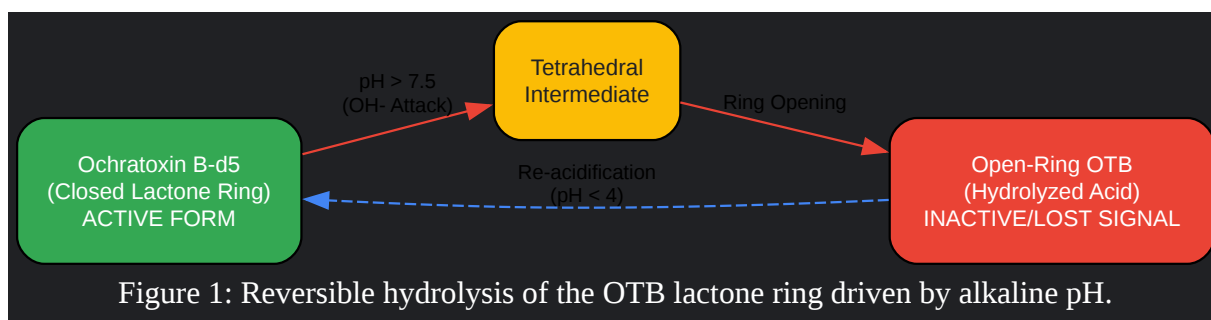 Tetrahedral
Intermediate
pH > 7.5
(OH- Attack)
Ring Opening
Ochratoxin B-d5
(Closed Lactone Ring)
ACTIVE FORM
Re-acidification
(pH < 4)
Open-Ring OTB
(Hydrolyzed Acid)
INACTIVE/LOST SIGNAL
Figure 1: Reversible hydrolysis of the OTB lactone ring driven by alkaline pH.